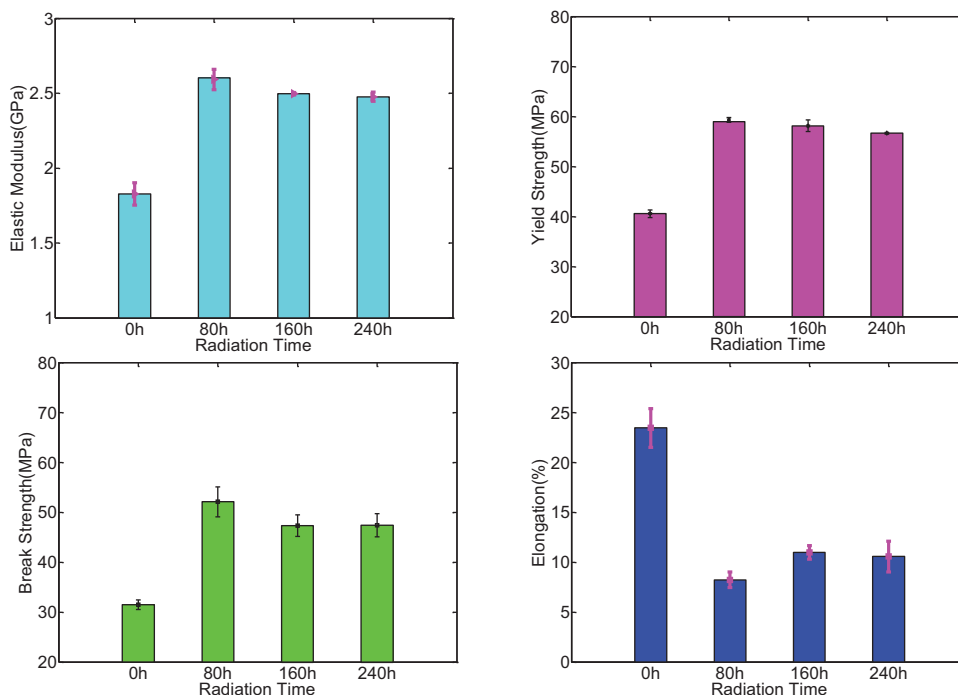 Elastic Modulus(GPa)
3
2.5
2
1.5
1
0h 80h 160h 240h
Radiation Time
Yield Strength(MPa)
80
70
60
50
40
30
20
0h 80h 160h 240h
Radiation Time
Break Strength(MPa)
80
70
60
50
40
30
20
0h 80h 160h 240h
Radiation Time
Elongation(%)
30
25
20
15
10
5
0
0h 80h 160h 240h
Radiation Time